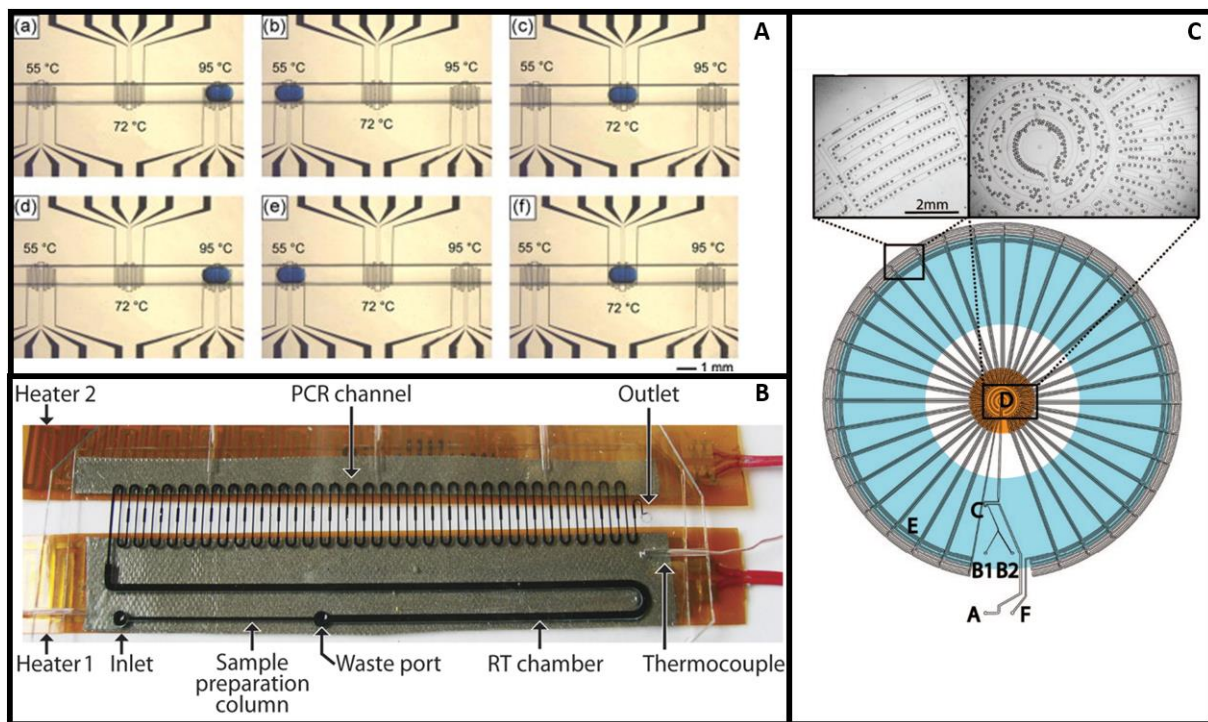 A
(a)
55 °C
95 °C
72 °C
(b)
55 °C
95 °C
72 °C
(c)
95 °C
72 °C
(d)
55 °C
95 °C
72 °C
(e)
55 °C
95 °C
72 °C
(f)
55 °C
95 °C
72 °C
1 mm
B
Heater 2
PCR channel
Outlet
Heater 1
Inlet
Sample
preparation
column
Waste port
RT chamber
Thermocouple
C
2mm
D
C
E
B1 B2
A
F